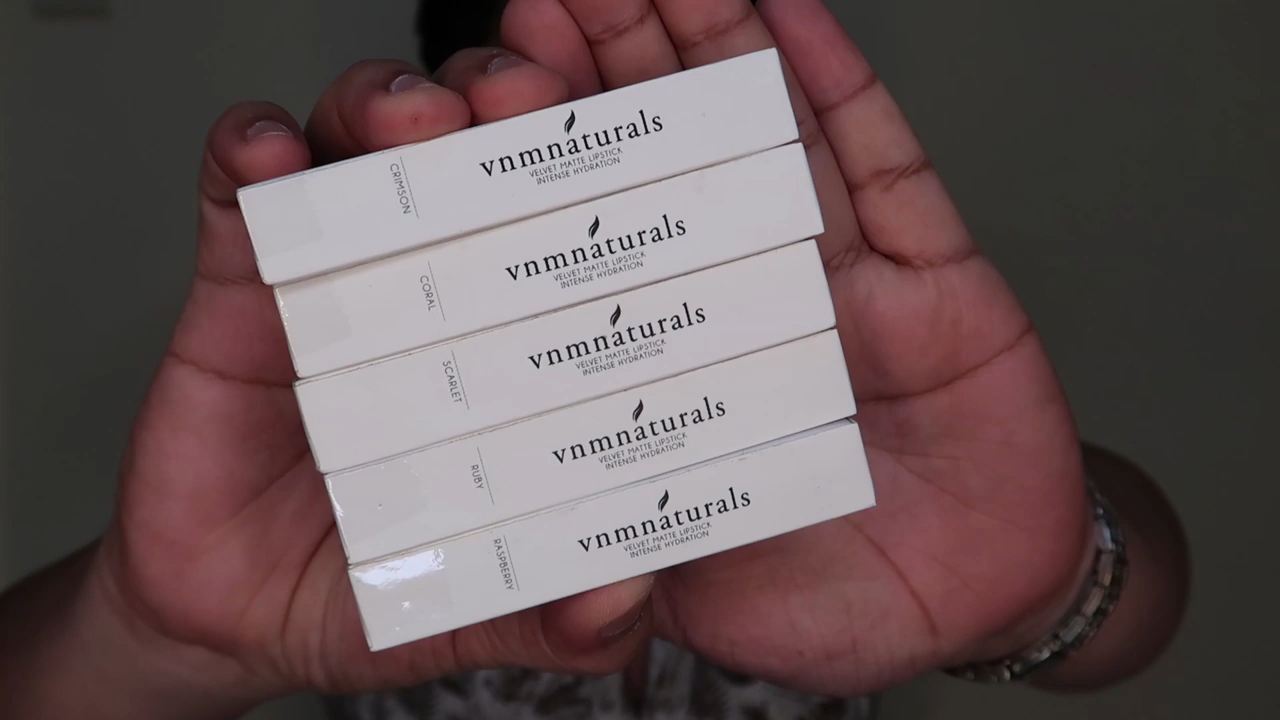 CRIMSON
vnmnaturals
VELVET MATTE LIPSTICK
INTENSE HYDRATION
CORAL
vnmnaturals
VELVET MATTE LIPSTICK
INTENSE HYDRATION
SCARLET
vnmnaturals
VELVET MATTE LIPSTICK
INTENSE HYDRATION
RUBY
vnmnaturals
VELVET MATTE LIPSTICK
INTENSE HYDRATION
RASPBERRY
vnmnaturals
VELVET MATTE LIPSTICK
INTENSE HYDRATION